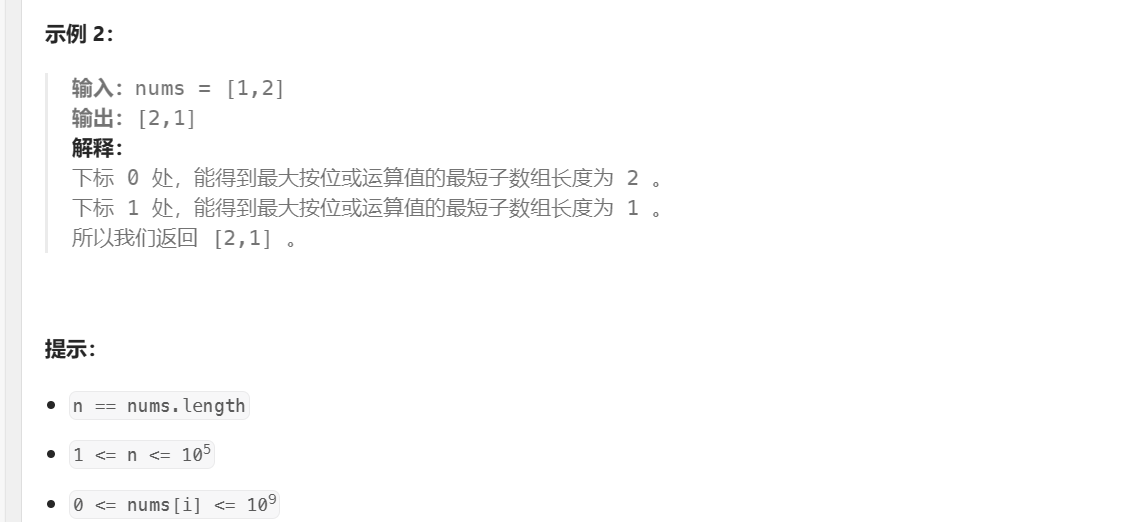 示例 2：
输入：nums = [1,2]
输出：[2,1]
解释：
下标 0 处，能得到最大按位或运算值的最短子数组长度为 2 。
下标 1 处，能得到最大按位或运算值的最短子数组长度为 1 。
所以我们返回 [2,1] 。
提示：
n == nums.length
1 <= n <= 10⁵
0 <= nums[i] <= 10⁹